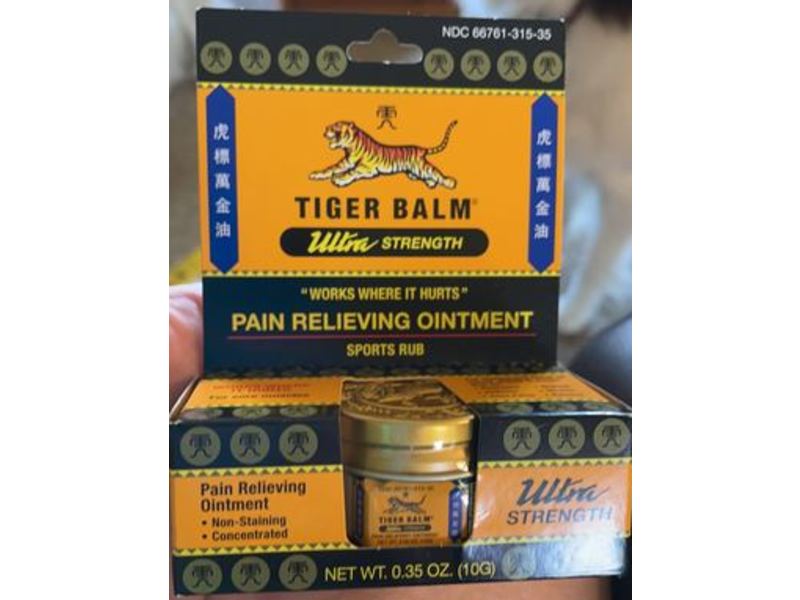 NDC 66761-315-35
虎標萬金油
虎標萬金油
TIGER BALM®
Ultra STRENGTH
"WORKS WHERE IT HURTS"
PAIN RELIEVING OINTMENT
SPORTS RUB
Pain Relieving
Ointment
• Non-Staining
• Concentrated
TIGER BALM
Ultra
STRENGTH
NET WT. 0.35 OZ. (10G)